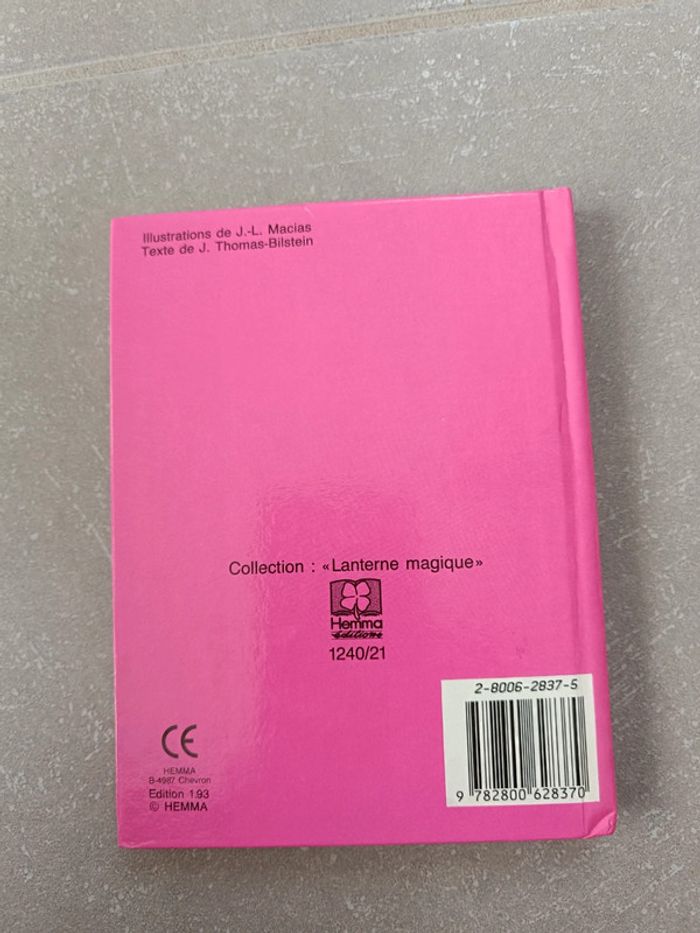 Illustrations de J.-L. Macias
Texte de J. Thomas-Bilstein
Collection : «Lanterne magique»
Hemma
éditions
1240/21
2-8006-2837-5
9 782800 628370
CE
HEMMA
B-4987 Chevron
Edition 1.93
© HEMMA